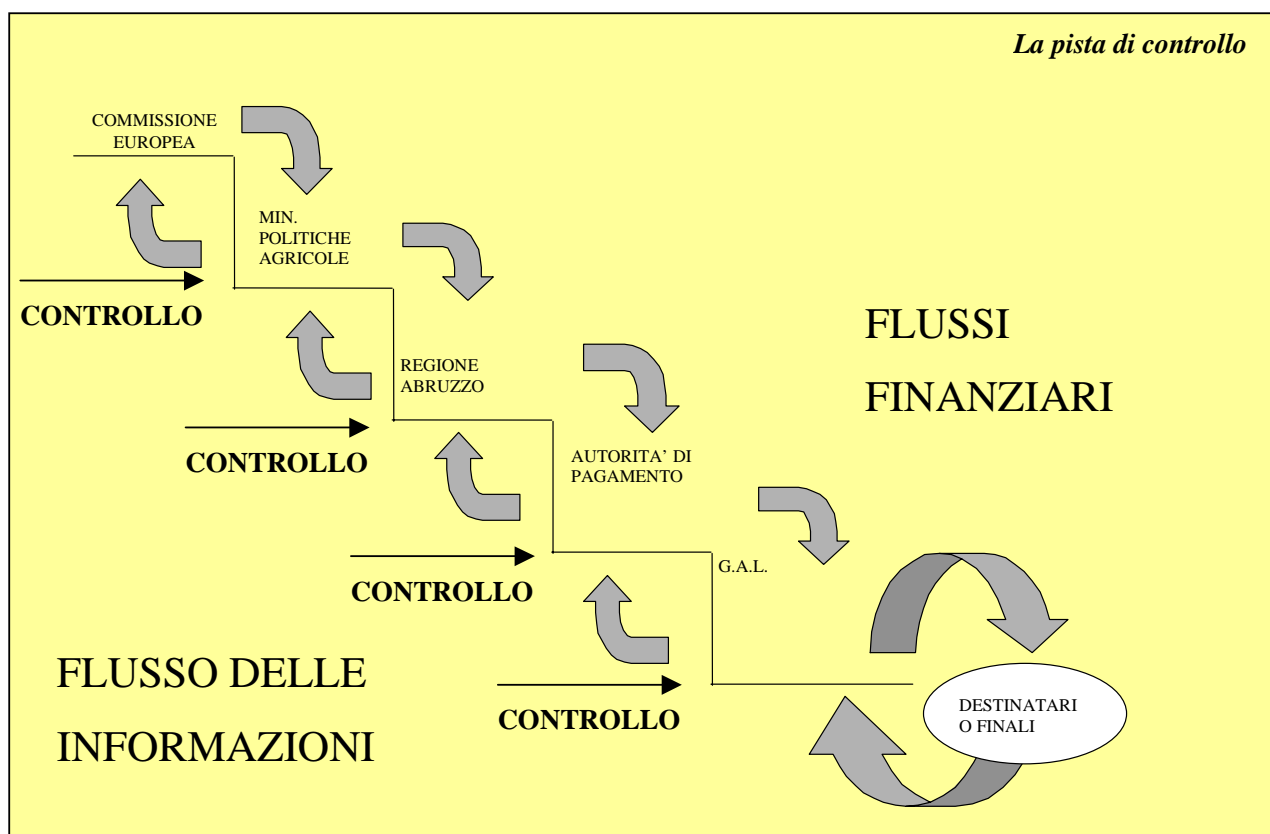 La pista di controllo
COMMISSIONE
EUROPEA
MIN.
POLITICHE
AGRICOLE
CONTROLLO
FLUSSI
FINANZIARI
REGIONE
ABRUZZO
CONTROLLO
AUTORITA’ DI
PAGAMENTO
G.A.L.
CONTROLLO
FLUSSO DELLE
INFORMAZIONI
CONTROLLO
DESTINATARI
O FINALI